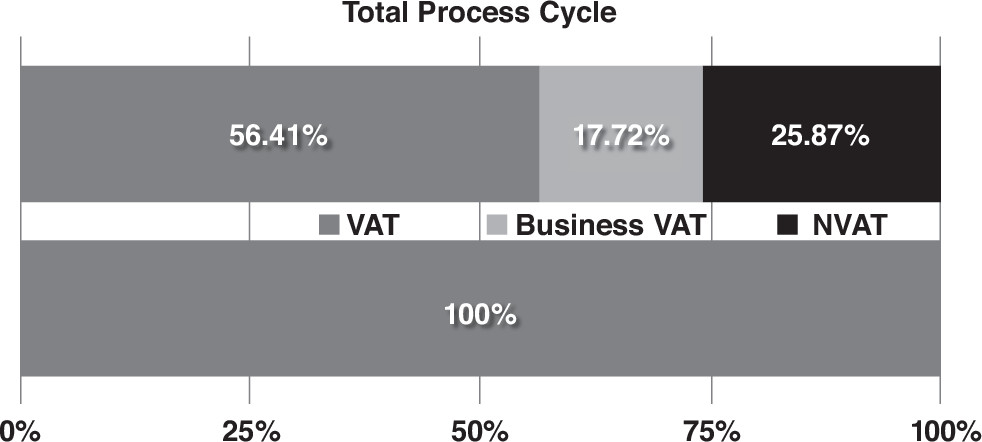 Total Process Cycle
56.41% 17.72% 25.87%
VAT Business VAT NVAT
100%
0% 25% 50% 75% 100%